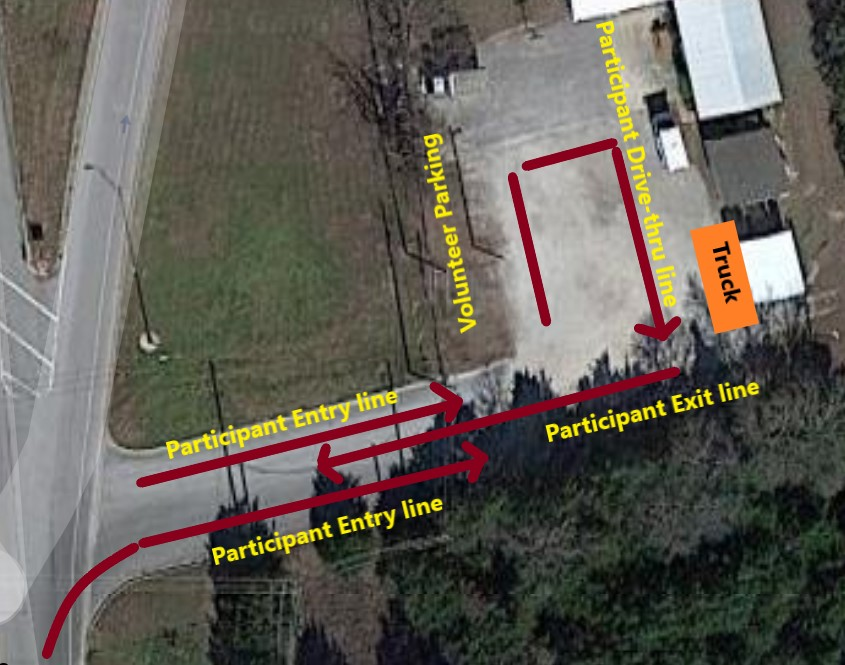 Participant Drive-thru line
Volunteer Parking
Truck
Participant Entry line
Participant Exit line
Participant Entry line